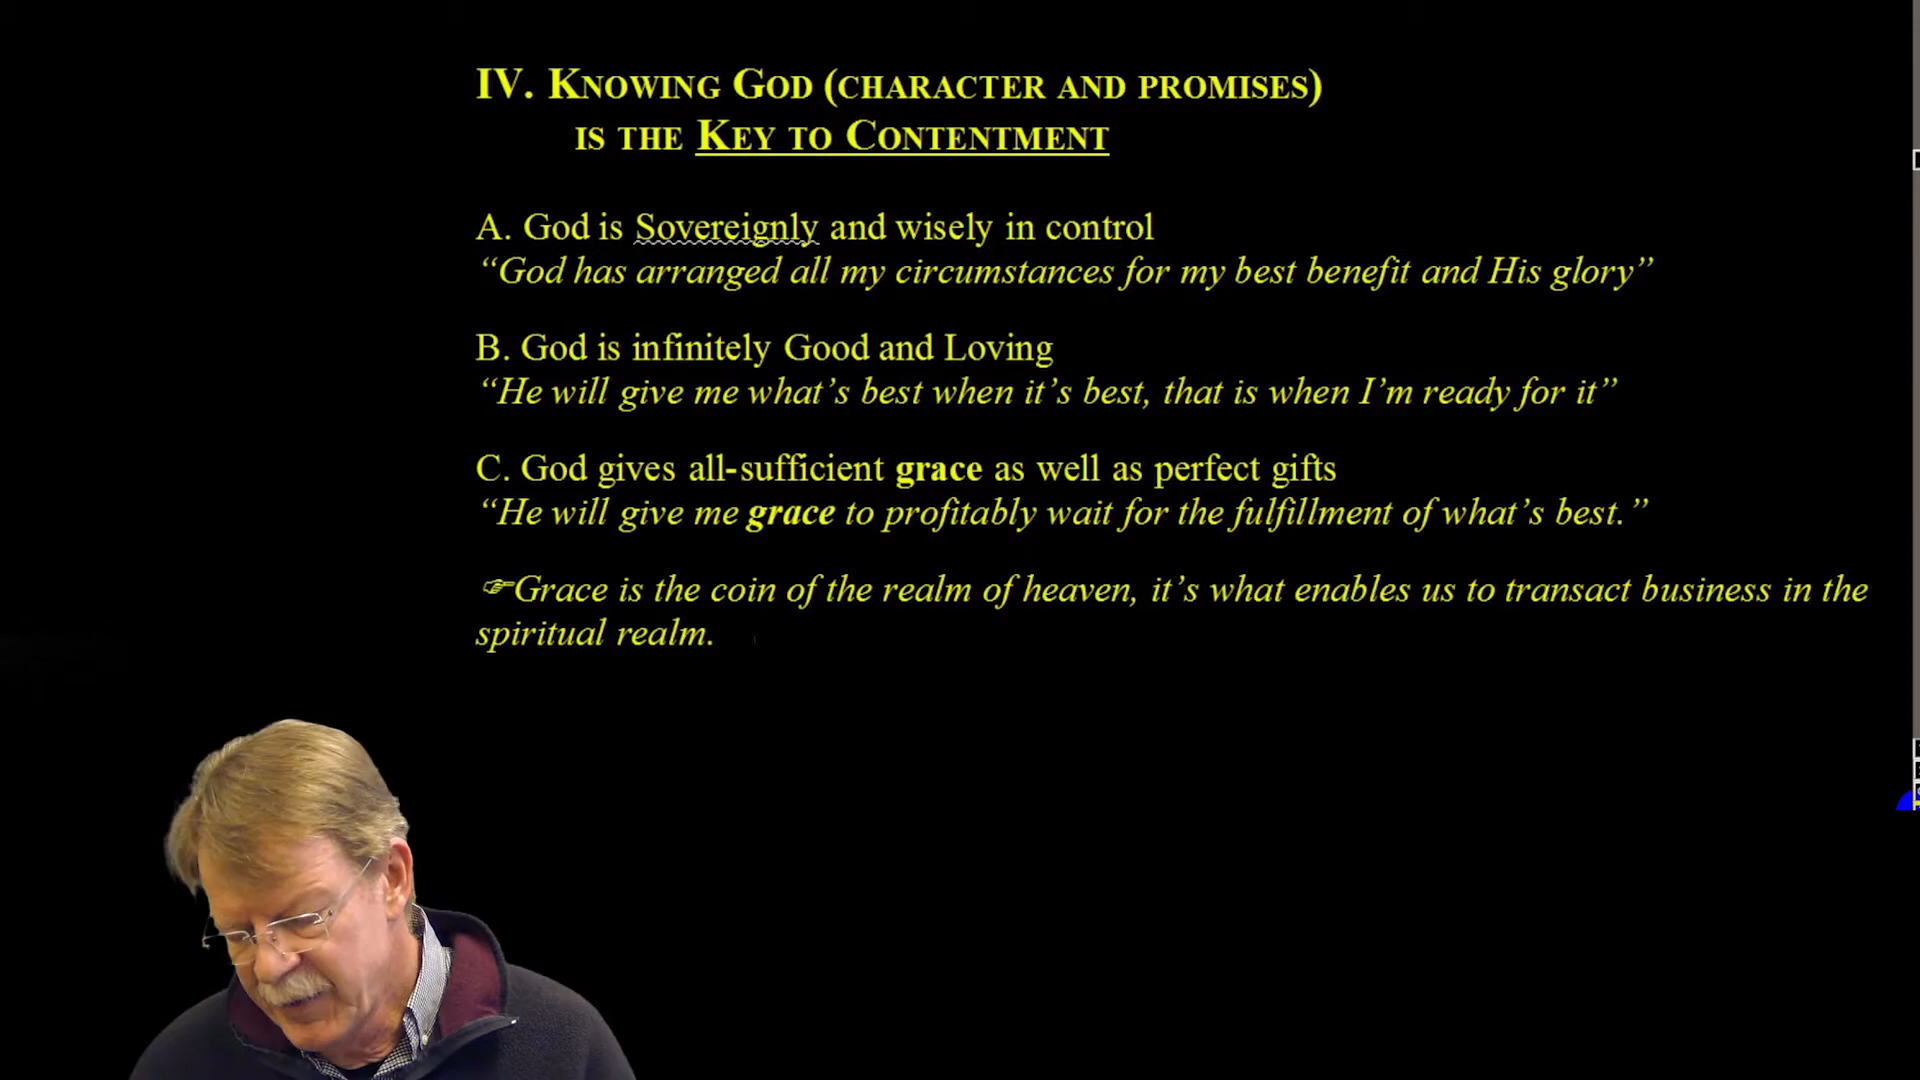 IV. KNOWING GOD (CHARACTER AND PROMISES)
IS THE KEY TO CONTENTMENT
A. God is Sovereignly and wisely in control
“God has arranged all my circumstances for my best benefit and His glory”
B. God is infinitely Good and Loving
“He will give me what’s best when it’s best, that is when I’m ready for it”
C. God gives all-sufficient grace as well as perfect gifts
“He will give me grace to profitably wait for the fulfillment of what’s best.”
☞Grace is the coin of the realm of heaven, it’s what enables us to transact business in the
spiritual realm.